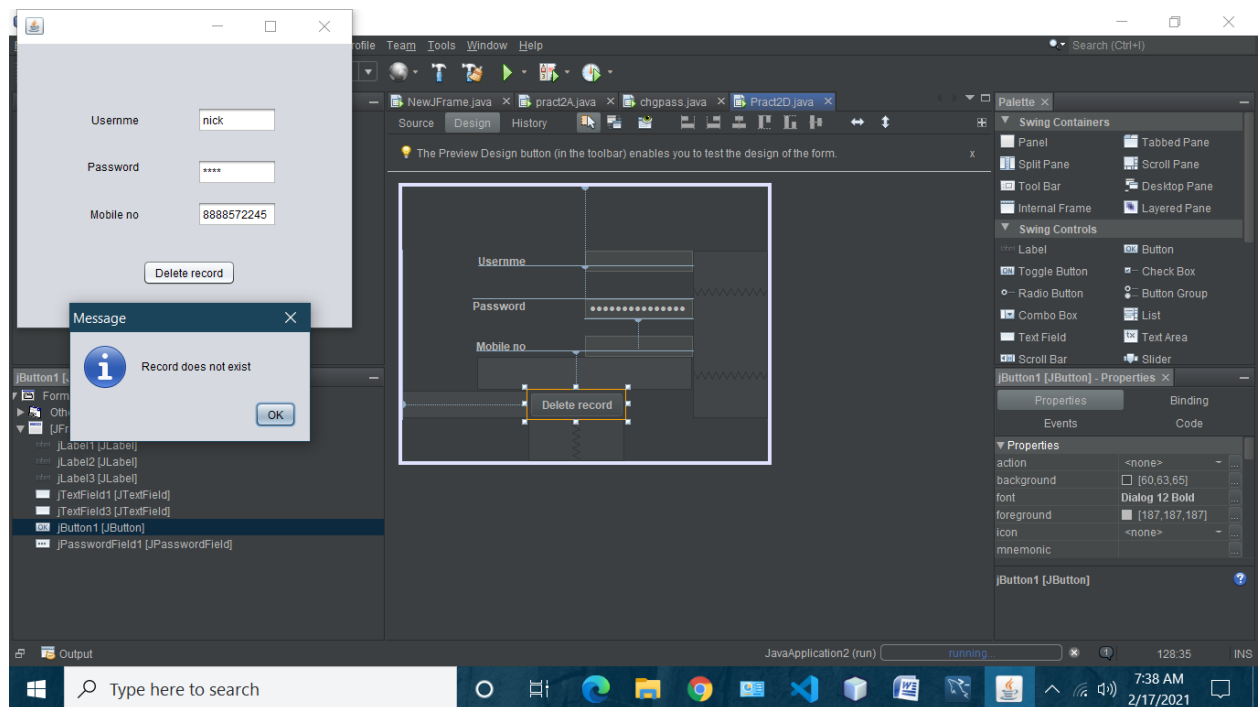 rofile Team Tools Window Help
Search (Ctrl+I)
NewJFrame.java × pract2A.java × chgpass.java × Pract2D.java ×
Source Design History
The Preview Design button (in the toolbar) enables you to test the design of the form. x
Usernme nick
Password ****
Mobile no 8888572245
Delete record
Message
Record does not exist
OK
Usernme
Password
Mobile no
Delete record
jButton1 [
Form
Oth
[JFr
jLabel1 [JLabel]
jLabel2 [JLabel]
jLabel3 [JLabel]
jTextField1 [JTextField]
jTextField3 [JTextField]
jButton1 [JButton]
jPasswordField1 [JPasswordField]
Palette ×
Swing Containers
Panel Tabbed Pane
Split Pane Scroll Pane
Tool Bar Desktop Pane
Internal Frame Layered Pane
Swing Controls
Label Button
Toggle Button Check Box
Radio Button Button Group
Combo Box List
Text Field Text Area
Scroll Bar Slider
jButton1 [JButton] - Properties ×
Properties Binding
Events Code
Properties
action <none>
background [60,63,65]
font Dialog 12 Bold
foreground [187,187,187]
icon <none>
mnemonic
jButton1 [JButton]
Output JavaApplication2 (run) running... 1 128:35 INS
Type here to search
7:38 AM
2/17/2021